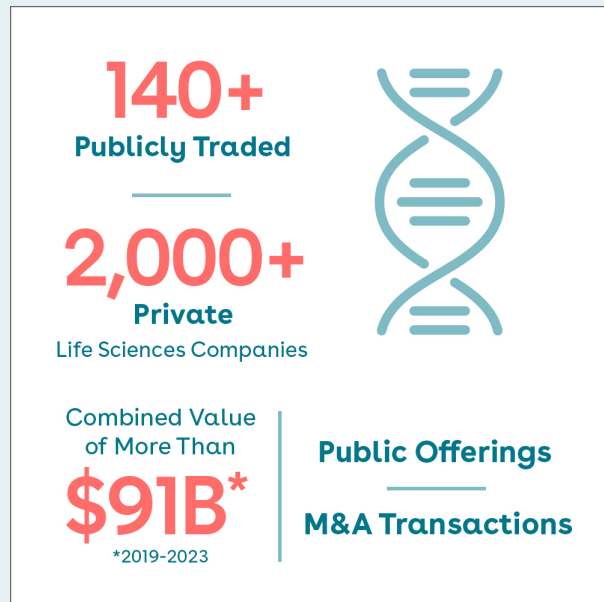 140+
Publicly Traded
2,000+
Private
Life Sciences Companies
Combined Value
of More Than
$91B*
*2019-2023
Public Offerings
M&A Transactions